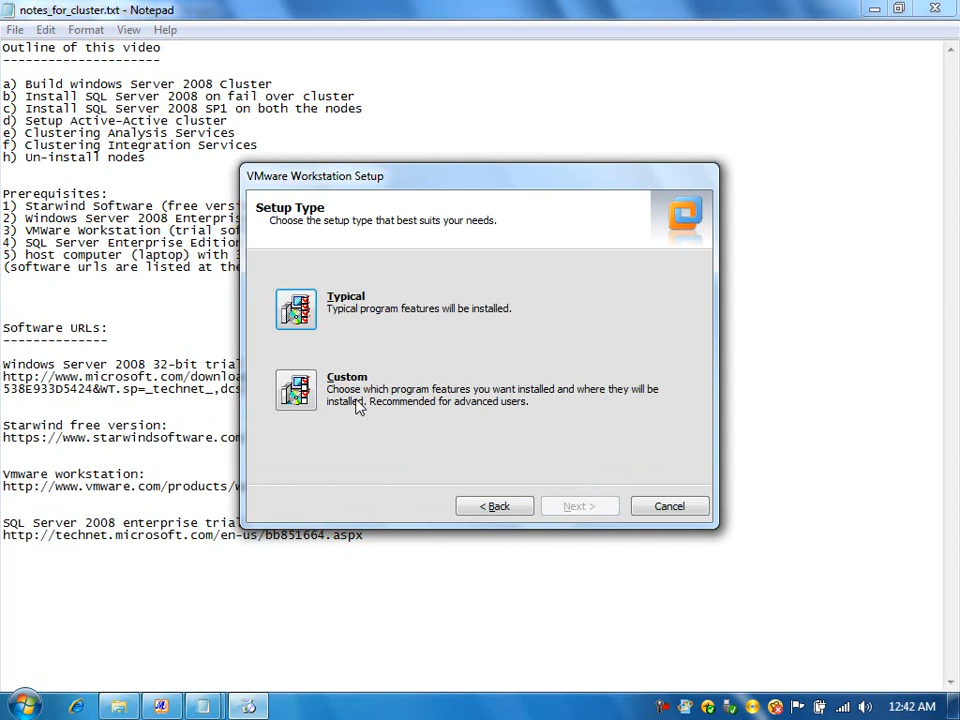 notes_for_cluster.txt - Notepad
File Edit Format View Help
Outline of this video
---------------------
a) Build windows Server 2008 Cluster
b) Install SQL Server 2008 on fail over cluster
c) Install SQL Server 2008 SP1 on both the nodes
d) Setup Active-Active cluster
e) Clustering Analysis Services
f) Clustering Integration Services
h) Un-install nodes
Prerequisites:
1) Starwind Software (free vers
2) Windows Server 2008 Enterpris
3) VMWare Workstation (trial sof
4) SQL Server Enterprise Edition
5) host computer (laptop) with 3
(software urls are listed at the
Software URLs:
--------------
Windows Server 2008 32-bit trial
http://www.microsoft.com/downloa
538E933D5424&WT.sp=_technet_,dcs
Starwind free version:
https://www.starwindsoftware.com
Vmware workstation:
http://www.vmware.com/products/w
SQL Server 2008 enterprise trial
http://technet.microsoft.com/en-us/bb851664.aspx
VMware Workstation Setup
Setup Type
Choose the setup type that best suits your needs.
Typical
Typical program features will be installed.
Custom
Choose which program features you want installed and where they will be
installed. Recommended for advanced users.
< Back Next > Cancel
12:42 AM